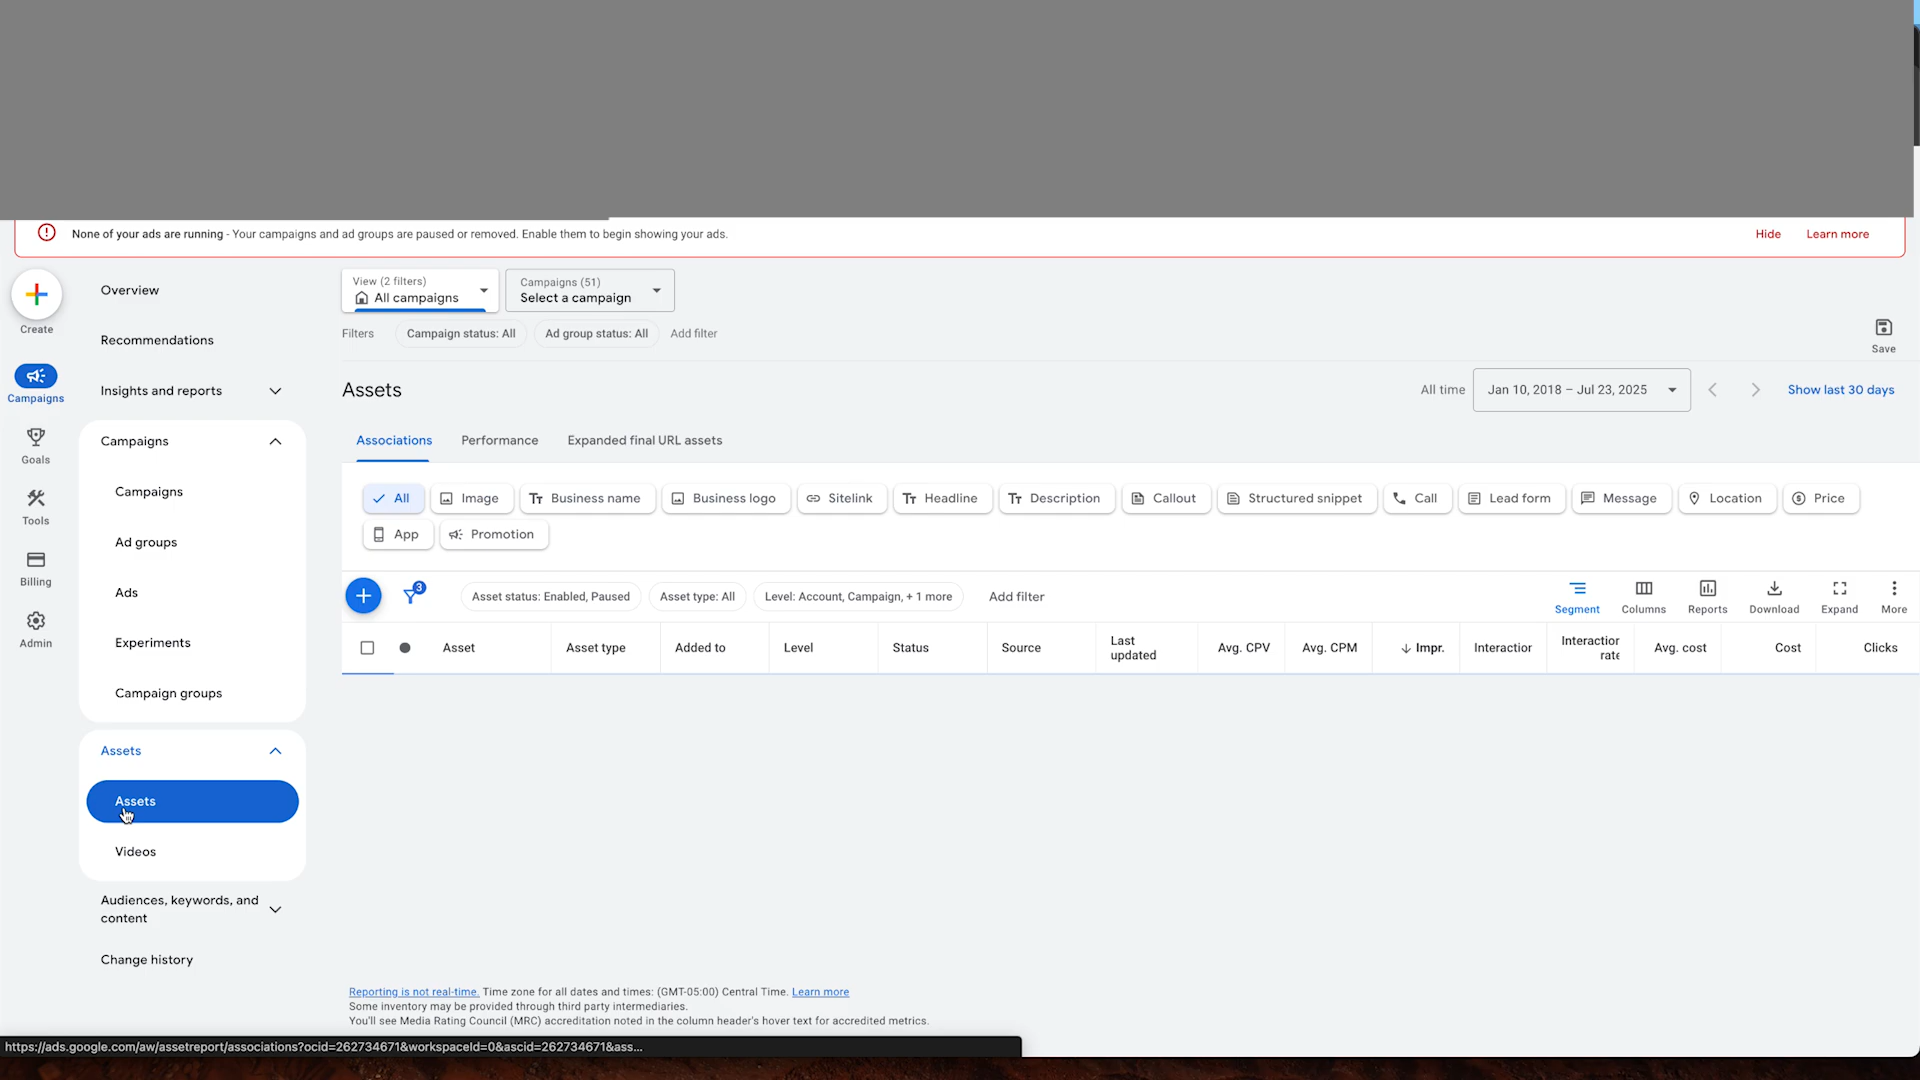 None of your ads are running - Your campaigns and ad groups are paused or removed. Enable them to begin showing your ads.
Hide
Learn more
Create
Campaigns
Goals
Tools
Billing
Admin
Overview
Recommendations
Insights and reports
Campaigns
Campaigns
Ad groups
Ads
Experiments
Campaign groups
Assets
Assets
Videos
Audiences, keywords, and
content
Change history
View (2 filters)
All campaigns
Campaigns (51)
Select a campaign
Filters
Campaign status: All
Ad group status: All
Add filter
Save
Assets
All time
Jan 10, 2018 – Jul 23, 2025
Show last 30 days
Associations
Performance
Expanded final URL assets
All
Image
Business name
Business logo
Sitelink
Headline
Description
Callout
Structured snippet
Call
Lead form
Message
Location
Price
App
Promotion
3
Asset status: Enabled, Paused
Asset type: All
Level: Account, Campaign, + 1 more
Add filter
Segment
Columns
Reports
Download
Expand
More
Asset
Asset type
Added to
Level
Status
Source
Last
updated
Avg. CPV
Avg. CPM
Impr.
Interactior
Interactior
rate
Avg. cost
Cost
Clicks
Reporting is not real-time. Time zone for all dates and times: (GMT-05:00) Central Time. Learn more
Some inventory may be provided through third party intermediaries.
You'll see Media Rating Council (MRC) accreditation noted in the column header's hover text for accredited metrics.
https://ads.google.com/aw/assetreport/associations?ocid=262734671&workspaceId=0&ascid=262734671&ass...